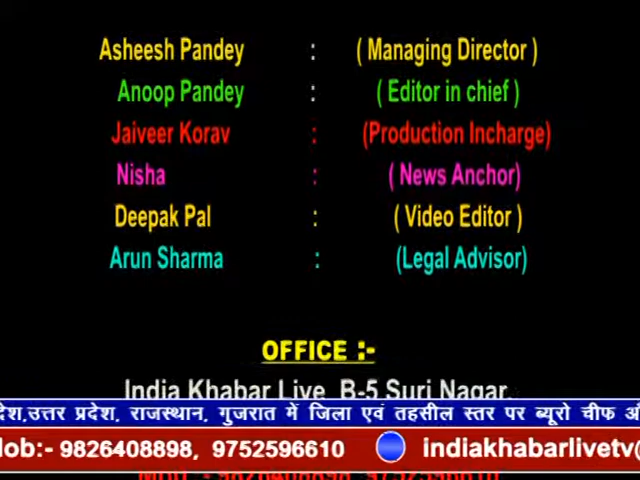 Asheesh Pandey : ( Managing Director )
Anoop Pandey : ( Editor in chief )
Jaiveer Korav : (Production Incharge)
Nisha : ( News Anchor)
Deepak Pal : ( Video Editor )
Arun Sharma : (Legal Advisor)
OFFICE :-
India Khabar Live B-5 Suri Nagar,
उत्तर प्रदेश, राजस्थान, गुजरात में जिला एवं तहसील स्तर पर ब्यूरो चीफ
Mob:- 9826408898, 9752596610 indiakhabarlivetv@